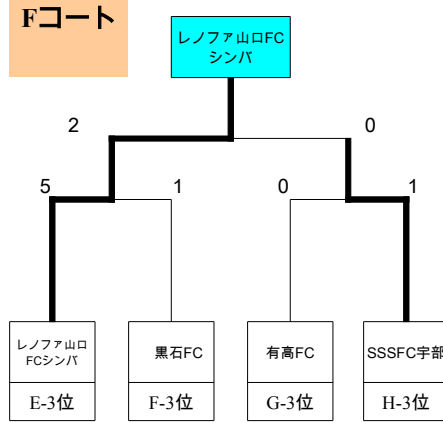 Fコート
レノファ山口FC
シンバ
2
0
5
1
0
1
レノファ山口
FCシンバ
黒石FC
有高FC
SSSFC宇部
E-3位
F-3位
G-3位
H-3位